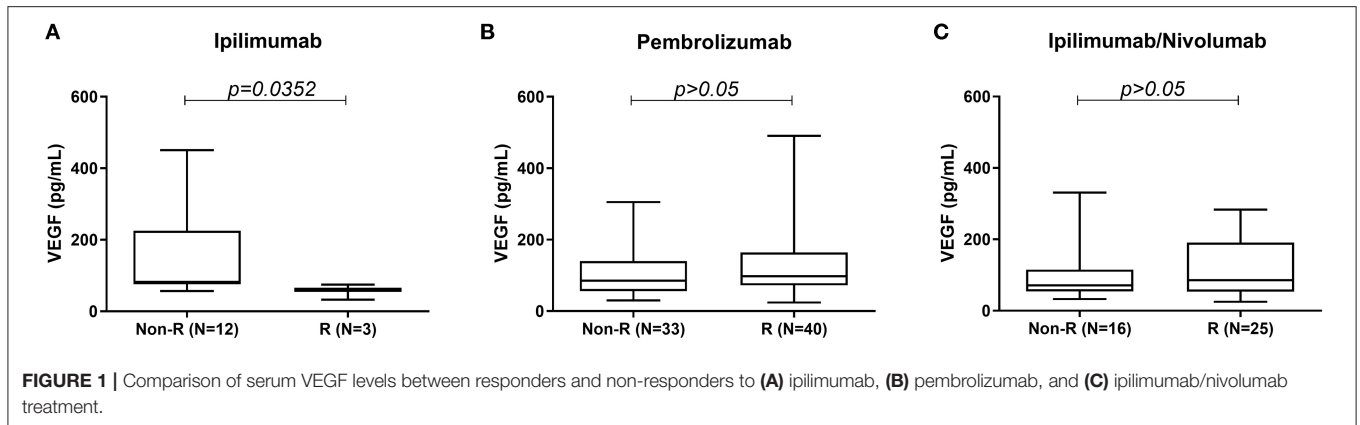 A
Ipilimumab
p=0.0352
600
400
200
0
VEGF (pg/mL)
Non-R (N=12) R (N=3)
B
Pembrolizumab
p>0.05
600
400
200
0
VEGF (pg/mL)
Non-R (N=33) R (N=40)
C
Ipilimumab/Nivolumab
p>0.05
600
400
200
0
VEGF (pg/mL)
Non-R (N=16) R (N=25)
FIGURE 1 | Comparison of serum VEGF levels between responders and non-responders to (A) ipilimumab, (B) pembrolizumab, and (C) ipilimumab/nivolumab
treatment.